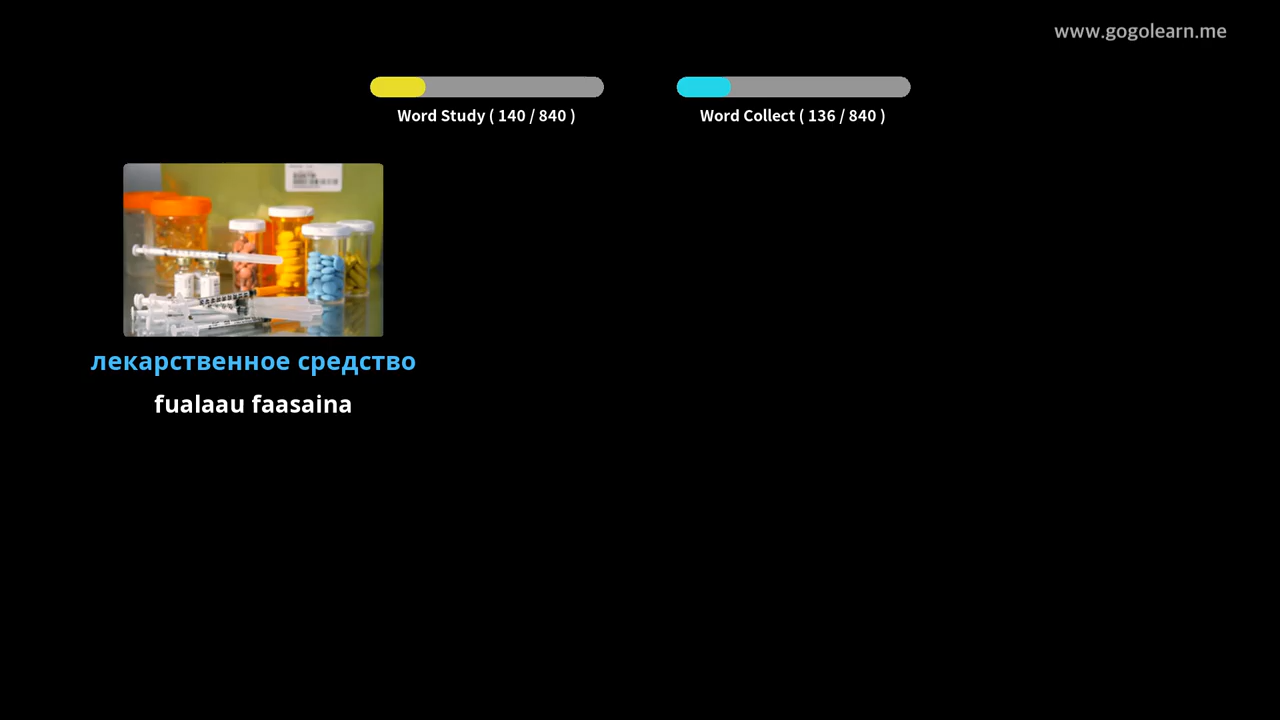 www.gogolearn.me
Word Study ( 140 / 840 )
Word Collect ( 136 / 840 )
лекарственное средство
fualaau faasaina